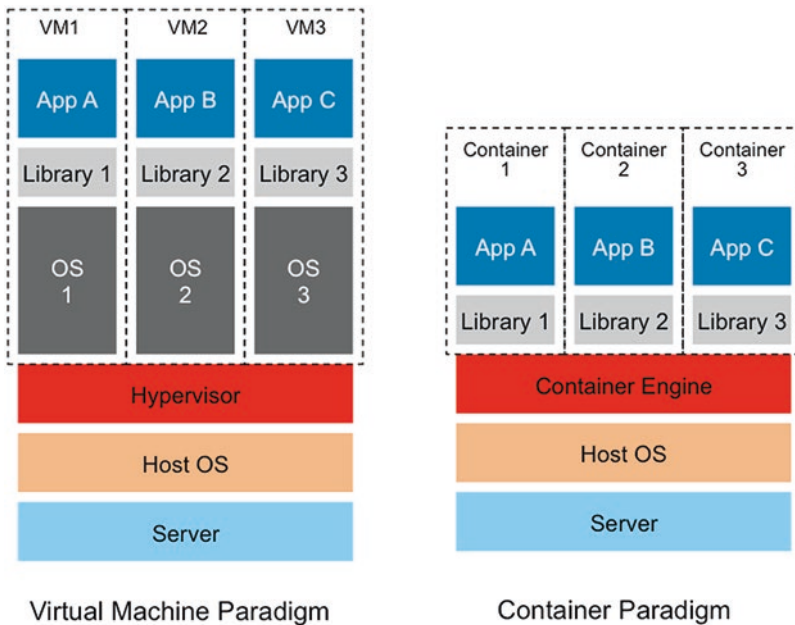 VM1
VM2
VM3
App A
App B
App C
Library 1
Library 2
Library 3
OS
1
OS
2
OS
3
Hypervisor
Host OS
Server
Virtual Machine Paradigm
Container
1
Container
2
Container
3
App A
App B
App C
Library 1
Library 2
Library 3
Container Engine
Host OS
Server
Container Paradigm